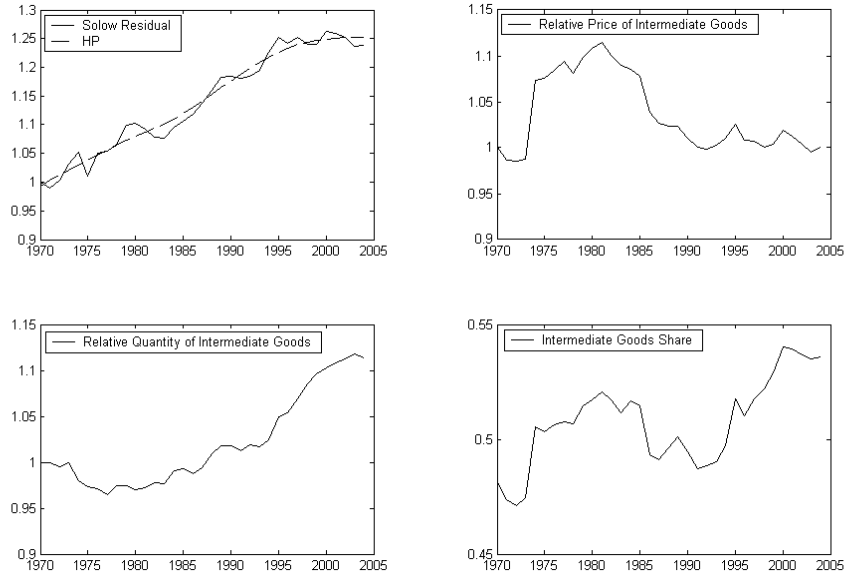 1.3
1.25
1.2
1.15
1.1
1.05
1
0.95
0.9
Solow Residual
HP
1970 1975 1980 1985 1990 1995 2000 2005
1.15
1.1
1.05
1
0.95
0.9
Relative Price of Intermediate Goods
1970 1975 1980 1985 1990 1995 2000 2005
1.15
1.1
1.05
1
0.95
0.9
Relative Quantity of Intermediate Goods
1970 1975 1980 1985 1990 1995 2000 2005
0.55
0.5
0.45
Intermediate Goods Share
1970 1975 1980 1985 1990 1995 2000 2005